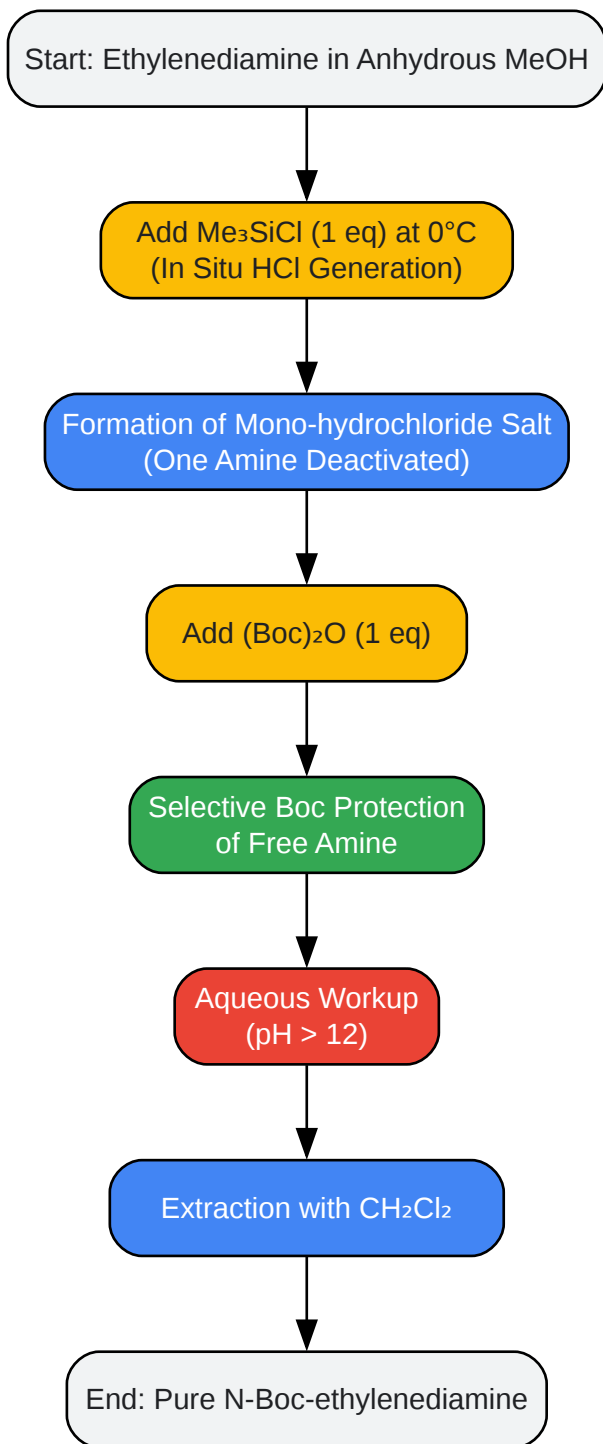 Start: Ethylenediamine in Anhydrous MeOH
Add Me₃SiCl (1 eq) at 0°C
(In Situ HCl Generation)
Formation of Mono-hydrochloride Salt
(One Amine Deactivated)
Add (Boc)₂O (1 eq)
Selective Boc Protection
of Free Amine
Aqueous Workup
(pH > 12)
Extraction with CH₂Cl₂
End: Pure N-Boc-ethylenediamine